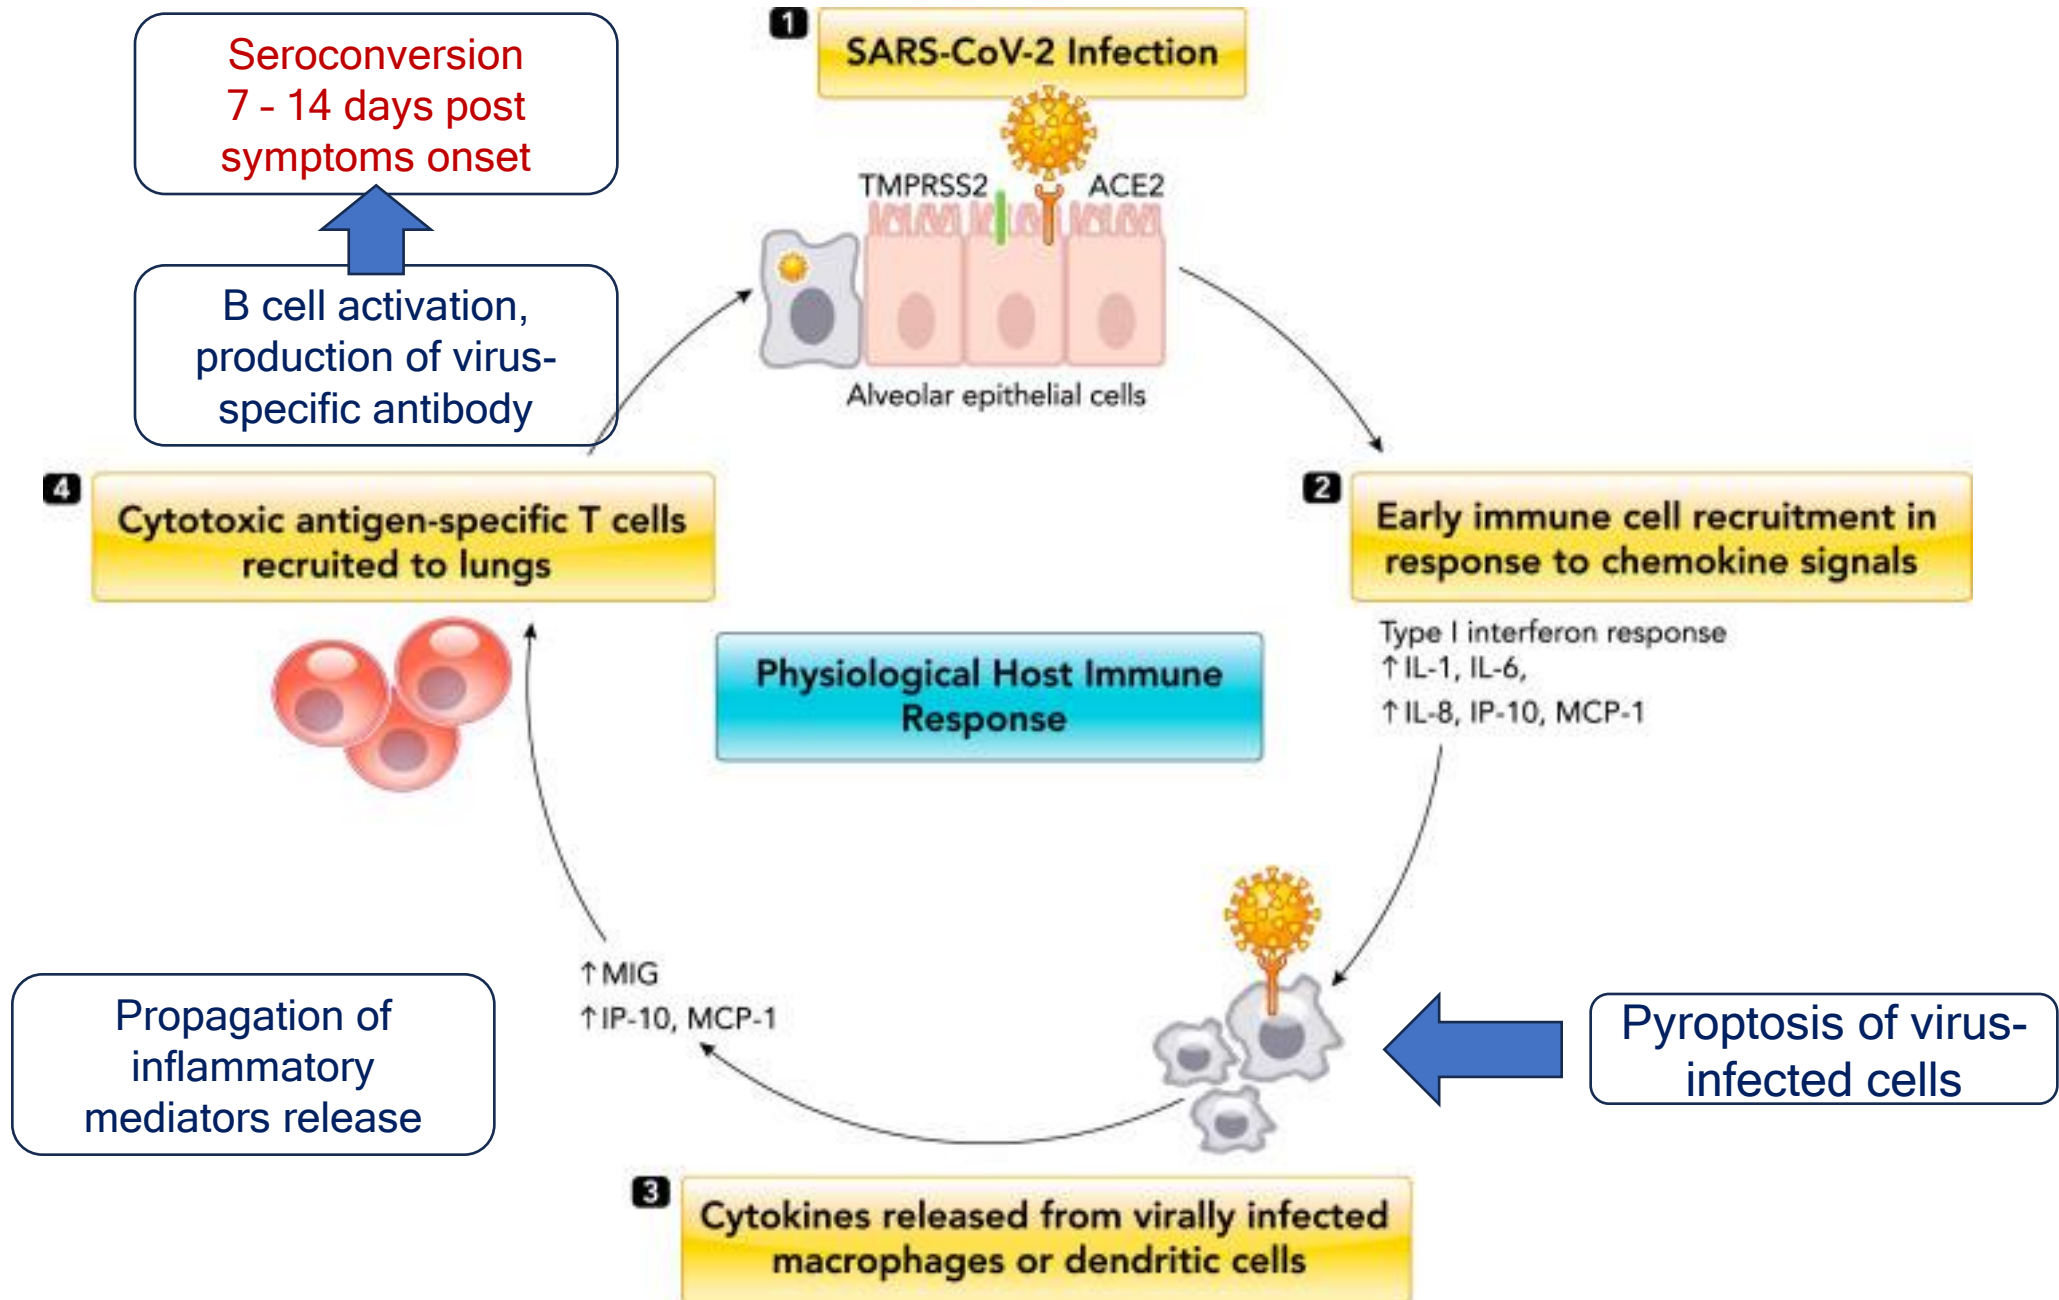 Seroconversion
7 - 14 days post
symptoms onset
B cell activation,
production of virus-
specific antibody
1
SARS-CoV-2 Infection
TMPRSS2
ACE2
Alveolar epithelial cells
2
Early immune cell recruitment in
response to chemokine signals
Type I interferon response
↑IL-1, IL-6,
↑IL-8, IP-10, MCP-1
4
Cytotoxic antigen-specific T cells
recruited to lungs
Physiological Host Immune
Response
↑MIG
↑IP-10, MCP-1
Propagation of
inflammatory
mediators release
Pyroptosis of virus-
infected cells
3
Cytokines released from virally infected
macrophages or dendritic cells